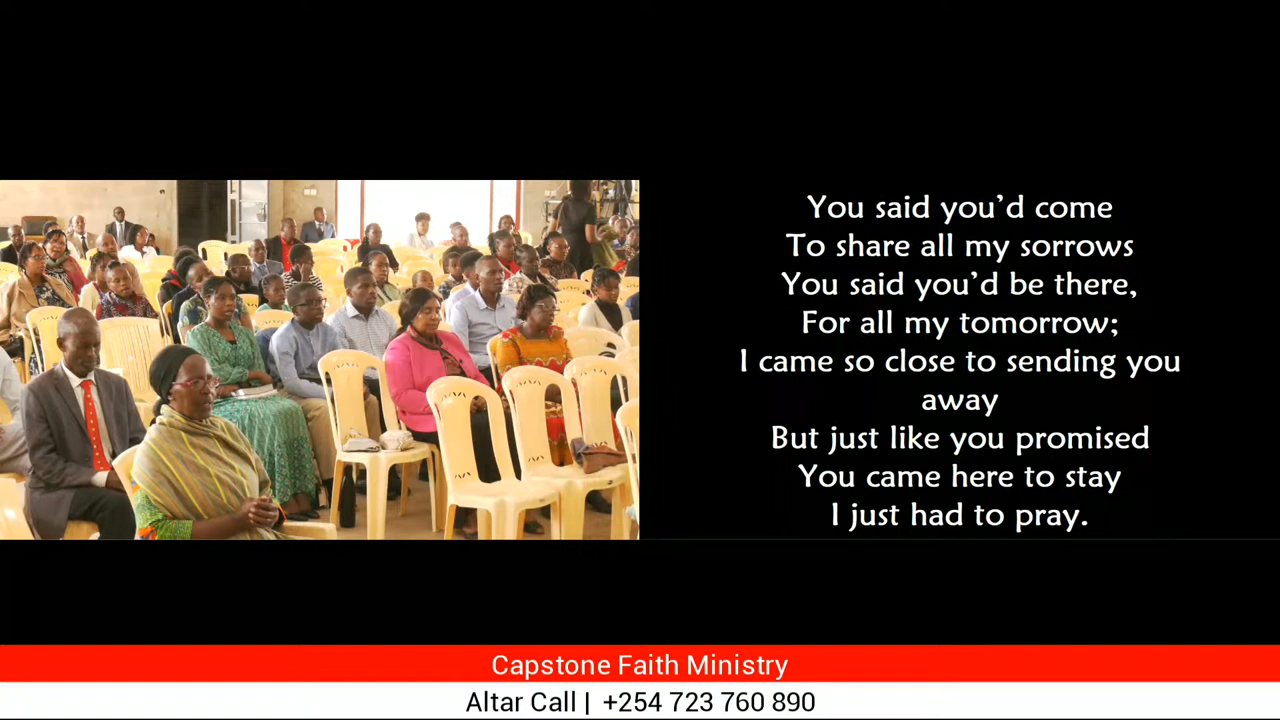 You said you’d come
To share all my sorrows
You said you’d be there,
For all my tomorrow;
I came so close to sending you
away
But just like you promised
You came here to stay
I just had to pray.
Capstone Faith Ministry
Altar Call | +254 723 760 890